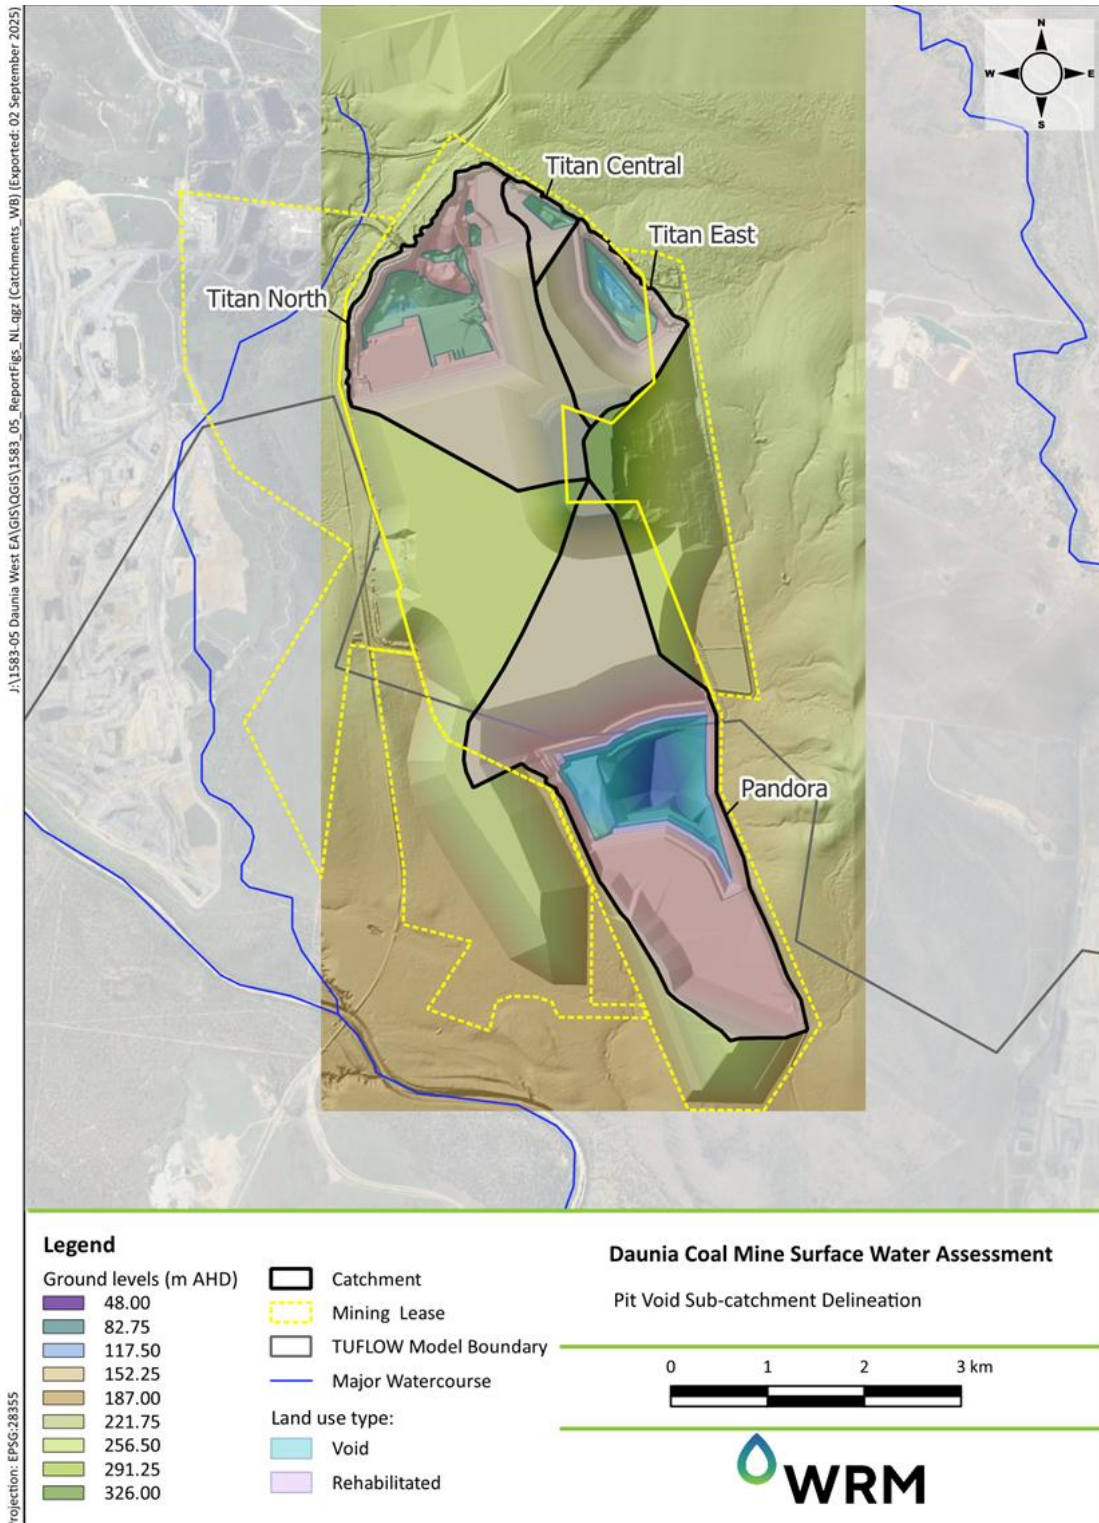 J:\1583-05 Daunia West EA\GIS\QGIS\1583_05_ReportFigs_NL.qgz (Catchments_WB) (Exported: 02 September 2025)
N
W
E
S
Titan Central
Titan East
Titan North
Pandora
Legend
Ground levels (m AHD)
48.00
82.75
117.50
152.25
187.00
221.75
256.50
291.25
326.00
Catchment
Mining Lease
TUFLOW Model Boundary
Major Watercourse
Land use type:
Void
Rehabilitated
Daunia Coal Mine Surface Water Assessment
Pit Void Sub-catchment Delineation
0 1 2 3 km
WRM
Projection: EPSG:28355